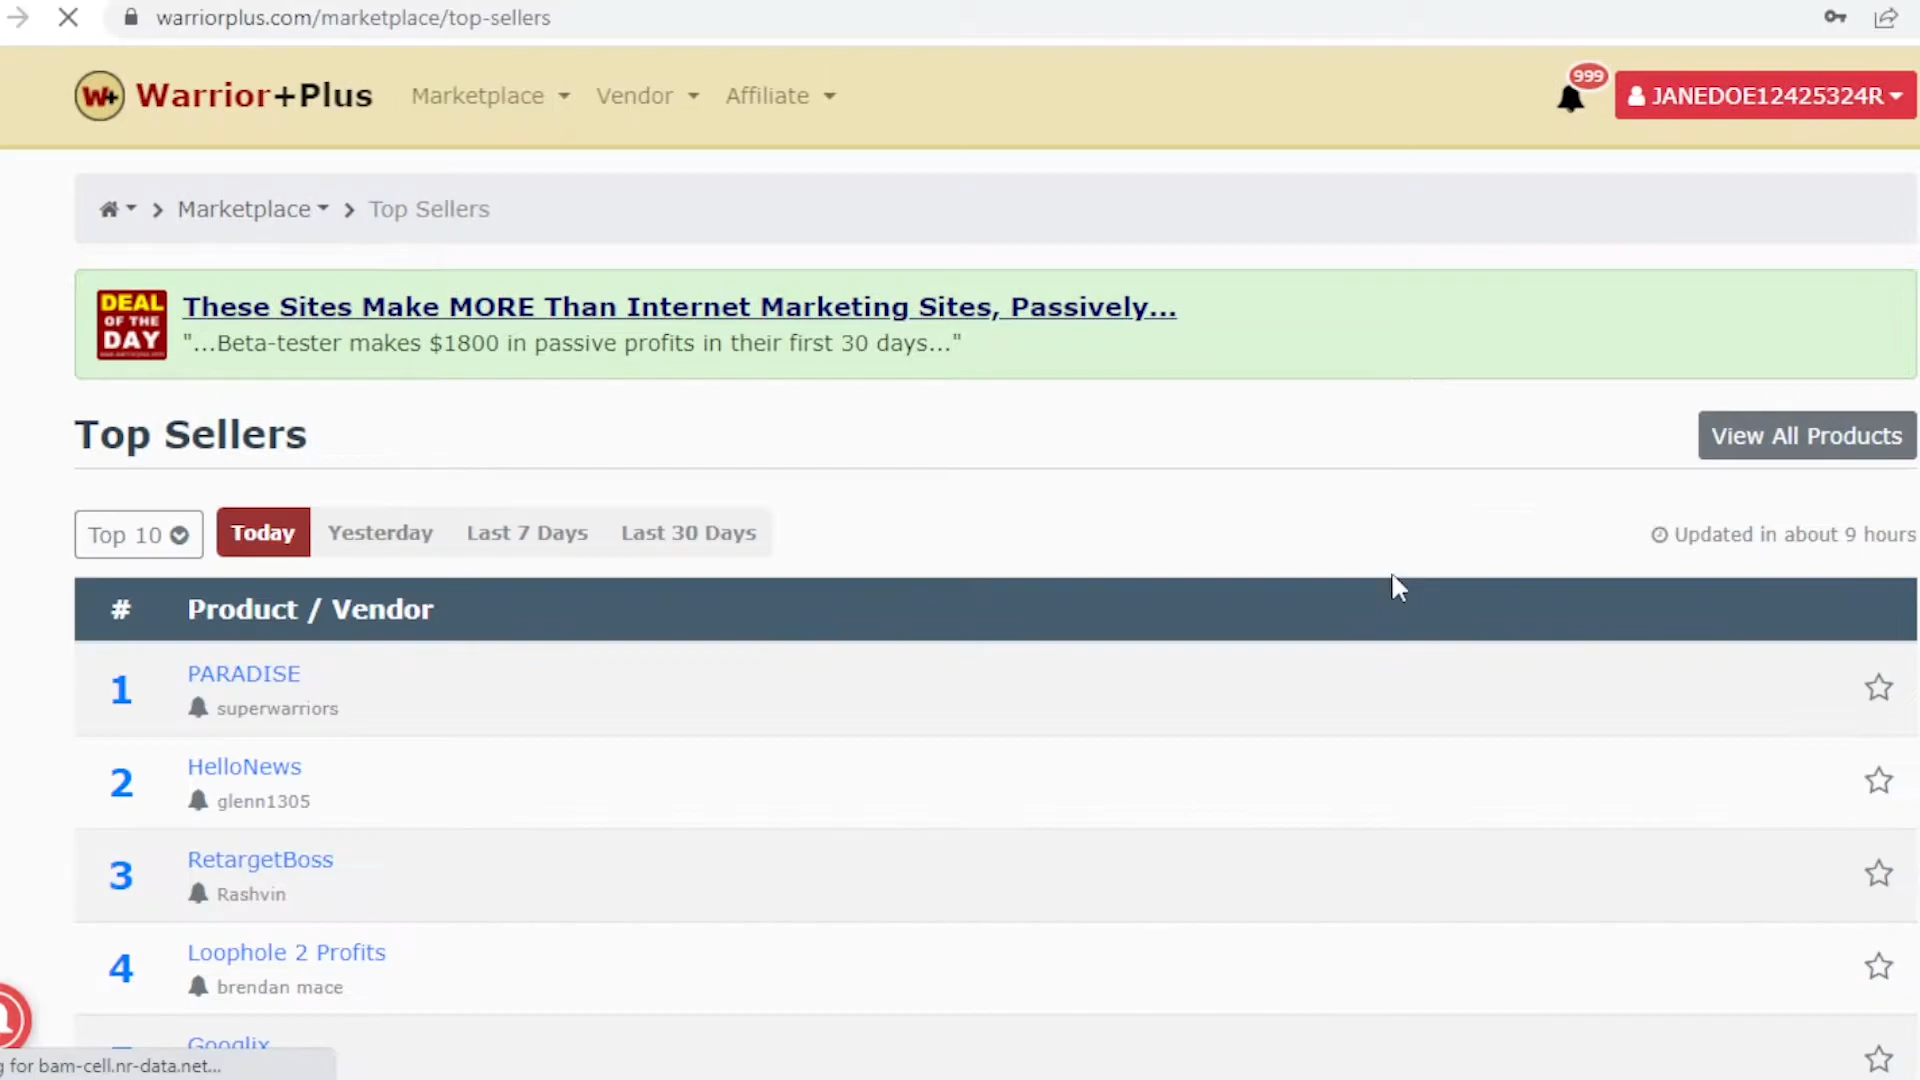 warriorplus.com/marketplace/top-sellers
W+ Warrior+Plus Marketplace Vendor Affiliate 999 JANEDOE12425324R
Marketplace Top Sellers
DEAL OF THE DAY
These Sites Make MORE Than Internet Marketing Sites, Passively...
"...Beta-tester makes $1800 in passive profits in their first 30 days..."
Top Sellers View All Products
Top 10 Today Yesterday Last 7 Days Last 30 Days Updated in about 9 hours
# Product / Vendor
1 PARADISE
superwarriors
2 HelloNews
glenn1305
3 RetargetBoss
Rashvin
4 Loophole 2 Profits
brendan mace
Googlix
g for bam-cell.nr-data.net...